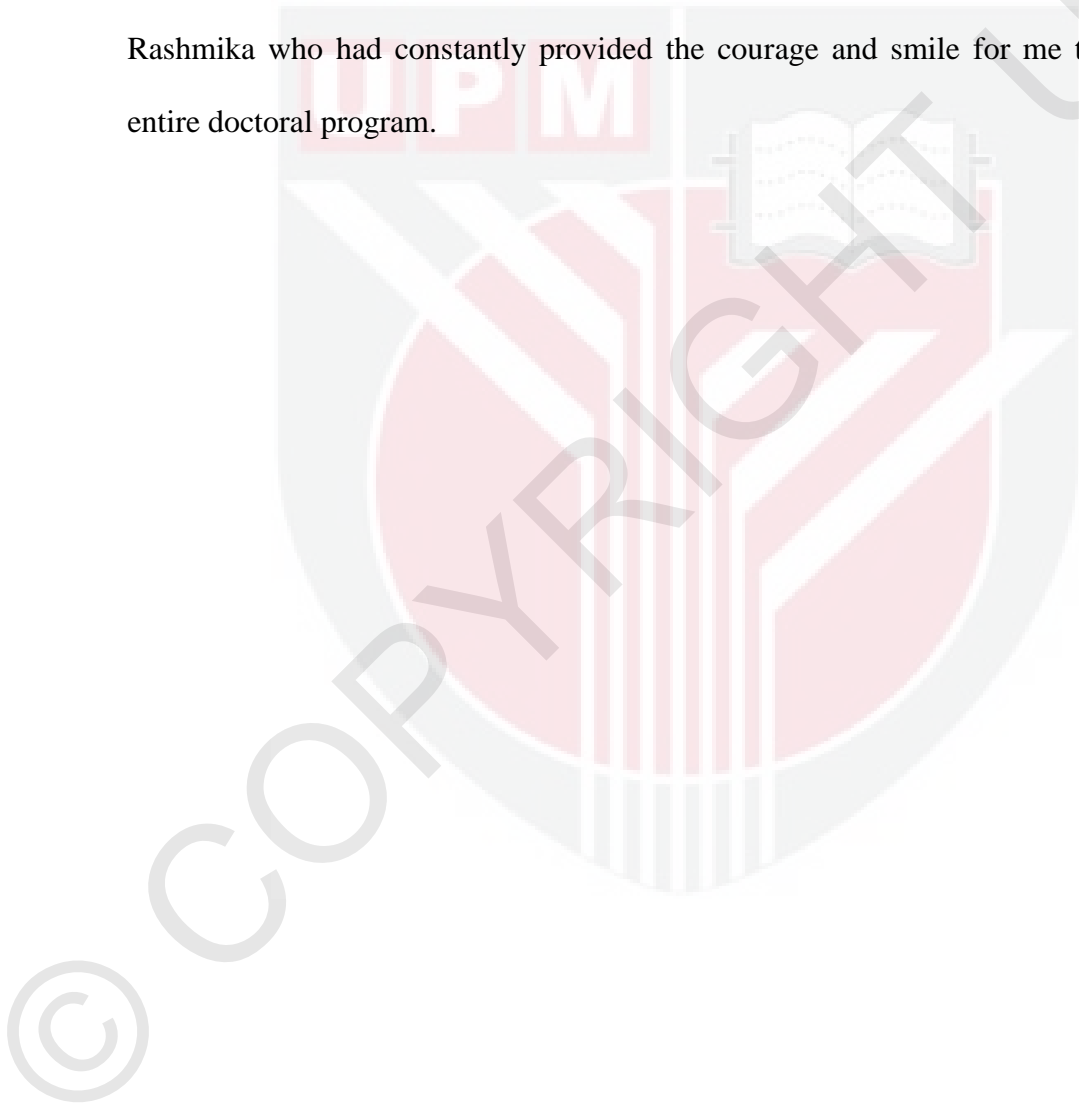 Rashmika who had constantly provided the courage and smile for me
entire doctoral program.
UPM
© COPYRIGHT U